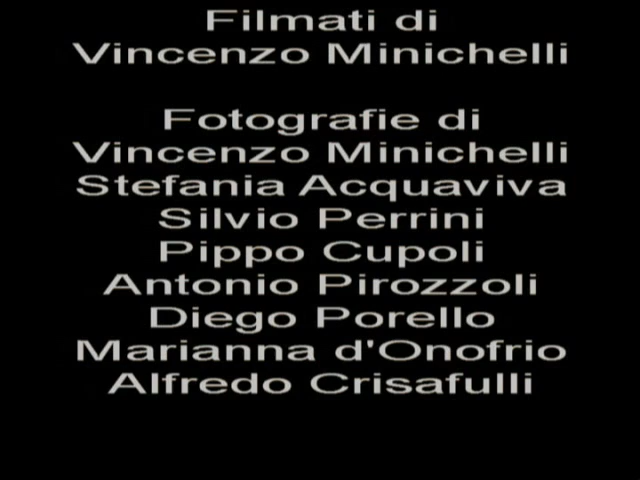 Filmati di
Vincenzo Minichelli
Fotografie di
Vincenzo Minichelli
Stefania Acquaviva
Silvio Perrini
Pippo Cupoli
Antonio Pirozzoli
Diego Porello
Marianna d'Onofrio
Alfredo Crisafulli